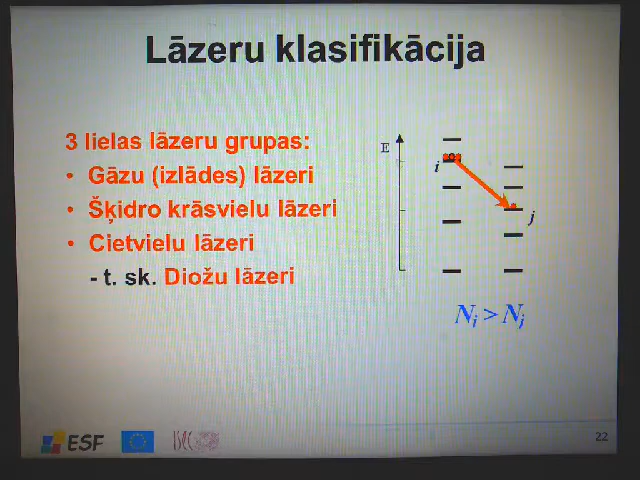 Lāzeru klasifikācija
3 lielas lāzeru grupas:
• Gāzu (izlādes) lāzeri
• Šķidro krāsvielu lāzeri
• Cietvielu lāzeri
- t. sk. Diožu lāzeri
E
i
j
Ni > Nj
ESF
22